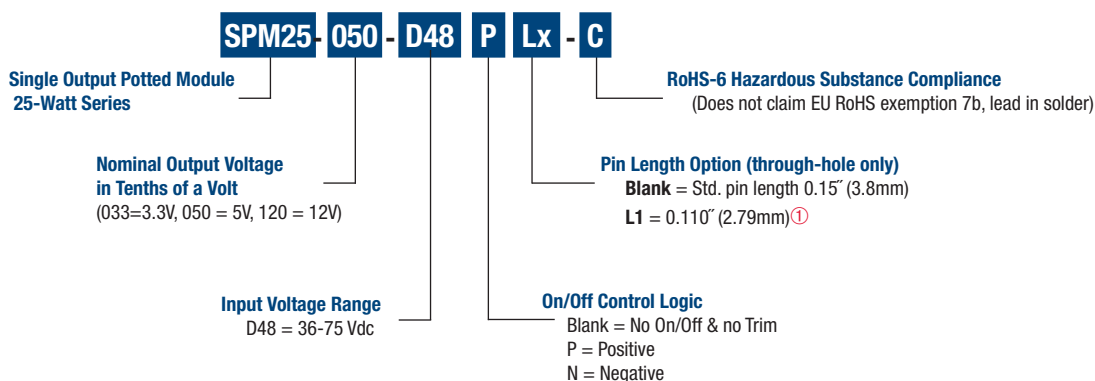 SPM25 - 050 - D48 P Lx - C
Single Output Potted Module
25-Watt Series
RoHS-6 Hazardous Substance Compliance
(Does not claim EU RoHS exemption 7b, lead in solder)
Nominal Output Voltage
in Tenths of a Volt
(033=3.3V, 050 = 5V, 120 = 12V)
Pin Length Option (through-hole only)
Blank = Std. pin length 0.15˝ (3.8mm)
L1 = 0.110˝ (2.79mm)①
Input Voltage Range
D48 = 36-75 Vdc
On/Off Control Logic
Blank = No On/Off & no Trim
P = Positive
N = Negative